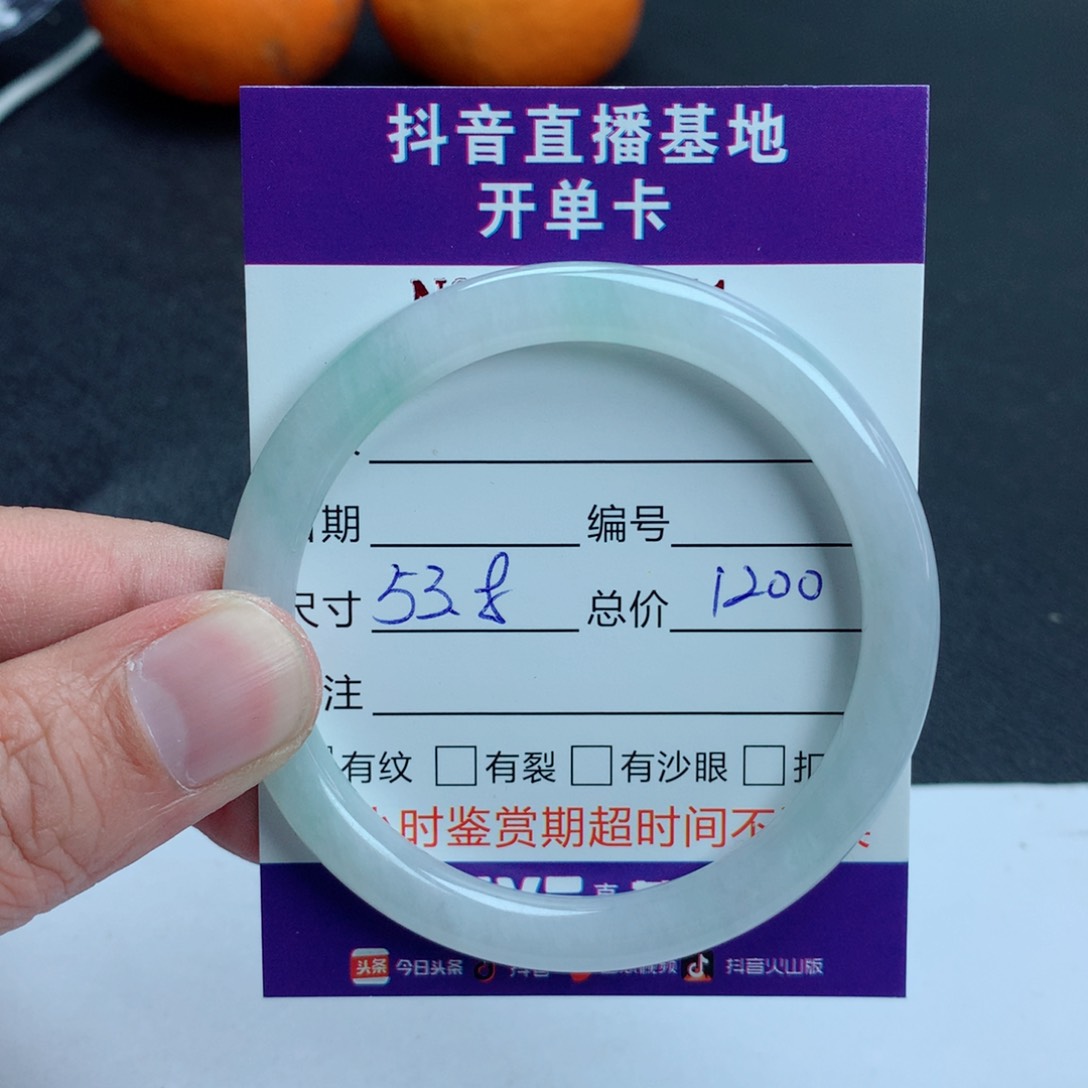 抖音直播基地
开单卡
期 编号
尺寸 53.8 总价 1200
注
有纹 有裂 有沙眼
时鉴赏期超时间不
今日头条 抖音 抖音火山版